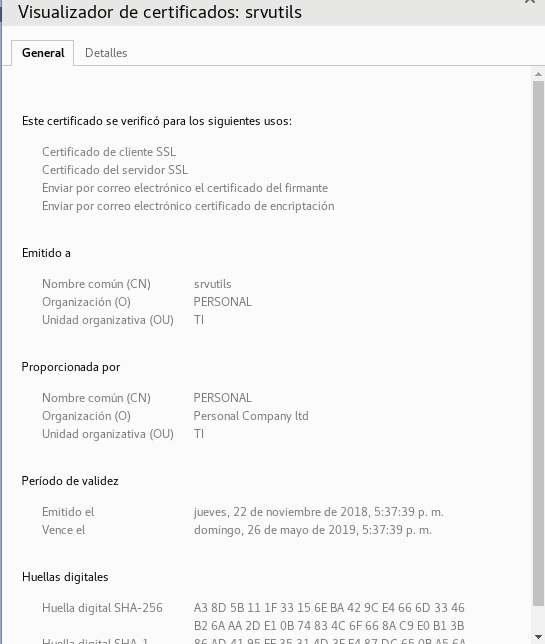 Visualizador de certificados: srvutils
General Detalles
Este certificado se verificó para los siguientes usos:
Certificado de cliente SSL
Certificado del servidor SSL
Enviar por correo electrónico el certificado del firmante
Enviar por correo electrónico certificado de encriptación
Emitido a
Nombre común (CN) srvutils
Organización (O) PERSONAL
Unidad organizativa (OU) TI
Proporcionada por
Nombre común (CN) PERSONAL
Organización (O) Personal Company ltd
Unidad organizativa (OU) TI
Período de validez
Emitido el jueves, 22 de noviembre de 2018, 5:37:39 p. m.
Vence el domingo, 26 de mayo de 2019, 5:37:39 p. m.
Huellas digitales
Huella digital SHA-256 A3 8D 5B 11 1F 33 15 6E BA 42 9C E4 66 6D 33 46
B2 6A AA 2D E1 0B 74 83 4C 6F 66 8A C9 E0 B1 3B
Huella digital SHA-1